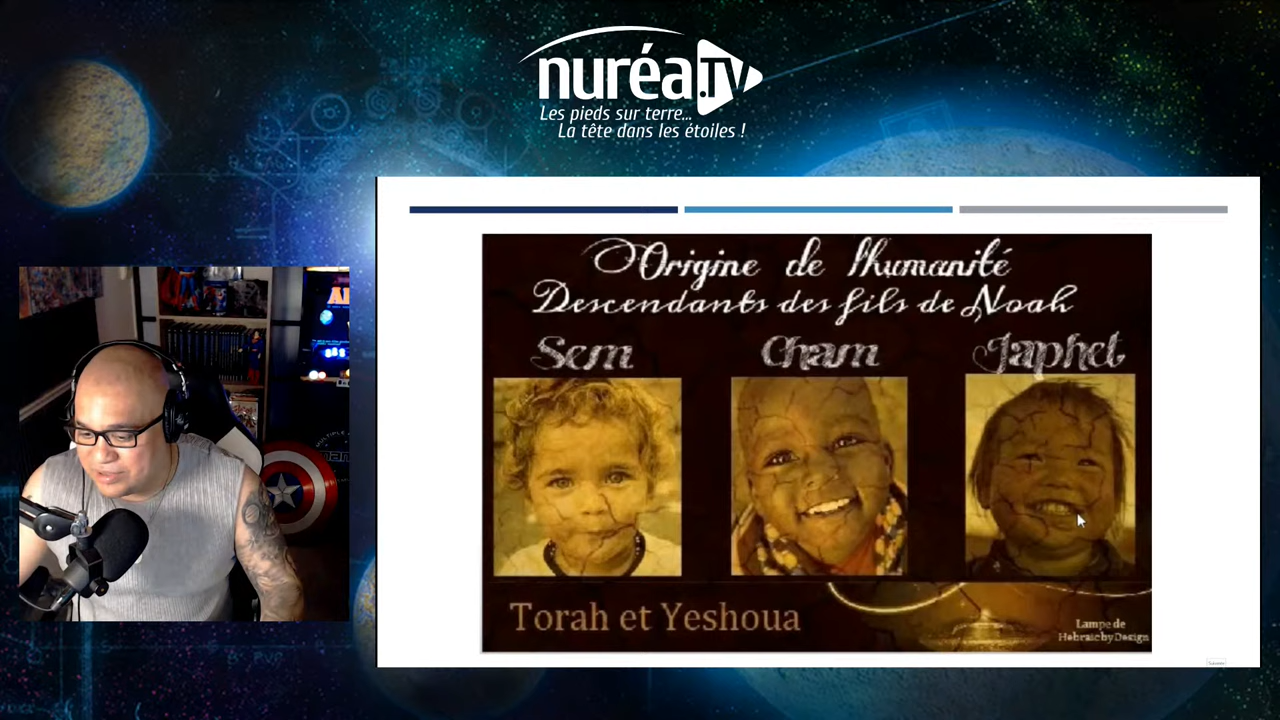 nuréa.TV
Les pieds sur terre...
La tête dans les étoiles !
Origine de l'humanité
Descendants des fils de Noah
Sem Cham Japhet
Torah et Yeshoua
Lampe de
HebraicbyDesign